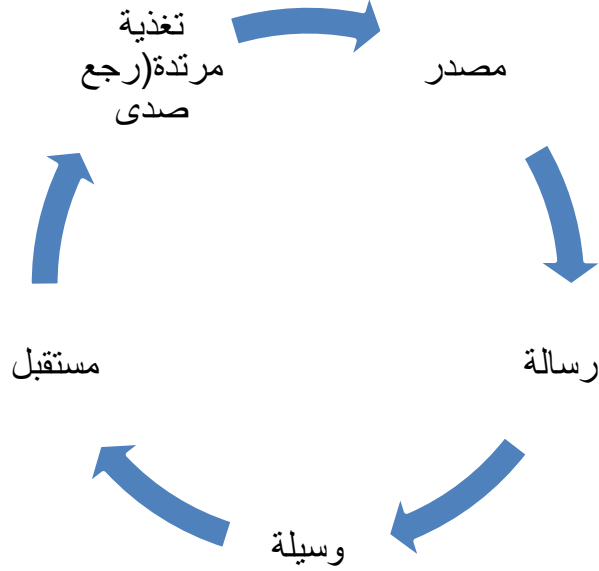 تغذية
مرتدة(رجع
صدى
مصدر
رسالة
وسيلة
مستقبل